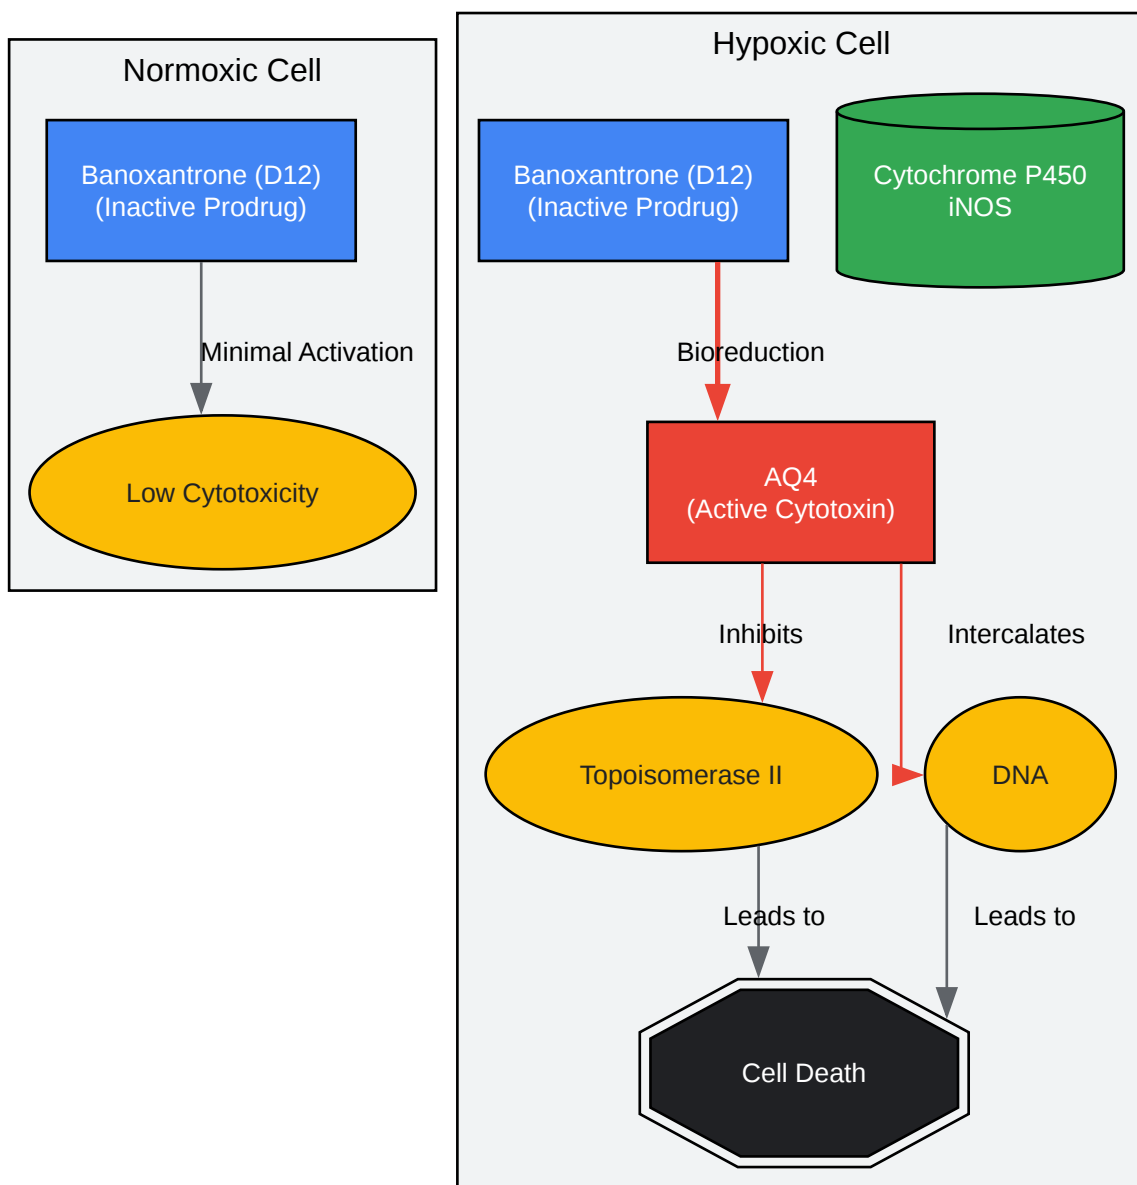 Normoxic Cell
Banoxantrone (D12)
(Inactive Prodrug)
Minimal Activation
Low Cytotoxicity
Hypoxic Cell
Banoxantrone (D12)
(Inactive Prodrug)
Cytochrome P450
iNOS
Bioreduction
AQ4
(Active Cytotoxin)
Inhibits
Intercalates
Topoisomerase II
DNA
Leads to
Leads to
Cell Death